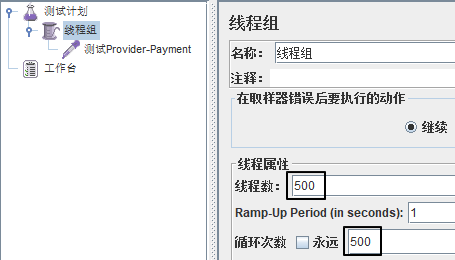 测试计划
线程组
测试Provider-Payment
工作台
线程组
名称： 线程组
注释：
在取样器错误后要执行的动作
继续
线程属性
线程数： 500
Ramp-Up Period (in seconds): 1
循环次数 永远 500